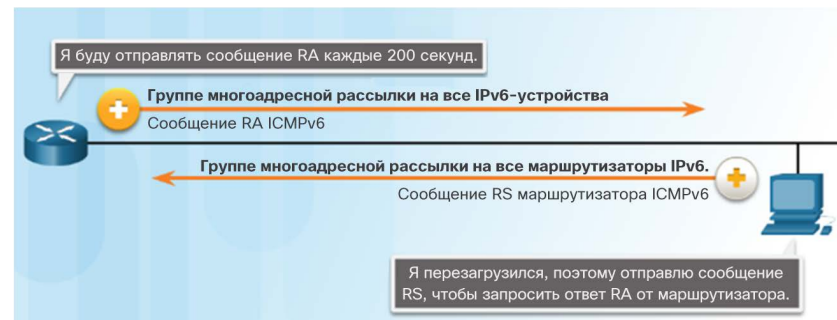 Я буду отправлять сообщение RA каждые 200 секунд.
Группе многоадресной рассылки на все IPv6-устройства
Сообщение RA ICMPv6
Группе многоадресной рассылки на все маршрутизаторы IPv6.
Сообщение RS маршрутизатора ICMPv6
Я перезагрузился, поэтому отправлю сообщение
RS, чтобы запросить ответ RA от маршрутизатора.